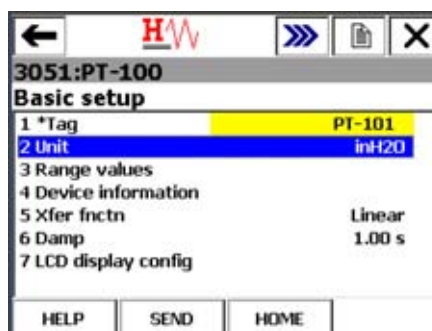 H
3051:PT-100
Basic setup
1 *Tag PT-101
2 Unit inH2O
3 Range values
4 Device information
5 Xfer fnctn Linear
6 Damp 1.00 s
7 LCD display config
HELP SEND HOME